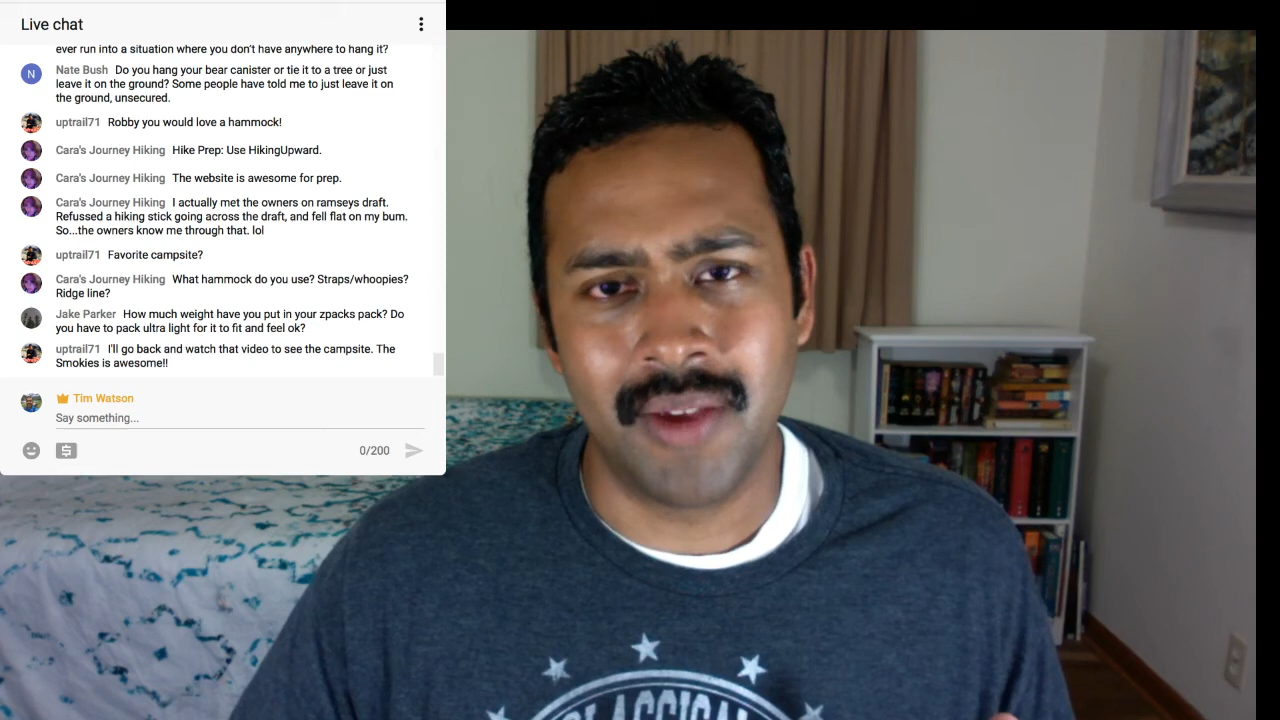 Live chat
ever run into a situation where you don't have anywhere to hang it?
N
Nate Bush Do you hang your bear canister or tie it to a tree or just
leave it on the ground? Some people have told me to just leave it on
the ground, unsecured.
uptrail71 Robby you would love a hammock!
Cara's Journey Hiking Hike Prep: Use HikingUpward.
Cara's Journey Hiking The website is awesome for prep.
Cara's Journey Hiking I actually met the owners on ramseys draft.
Refussed a hiking stick going across the draft, and fell flat on my bum.
So...the owners know me through that. lol
uptrail71 Favorite campsite?
Cara's Journey Hiking What hammock do you use? Straps/whoopies?
Ridge line?
Jake Parker How much weight have you put in your zpacks pack? Do
you have to pack ultra light for it to fit and feel ok?
uptrail71 I'll go back and watch that video to see the campsite. The
Smokies is awesome!!
Tim Watson
Say something...
0/200
CLASSICAL